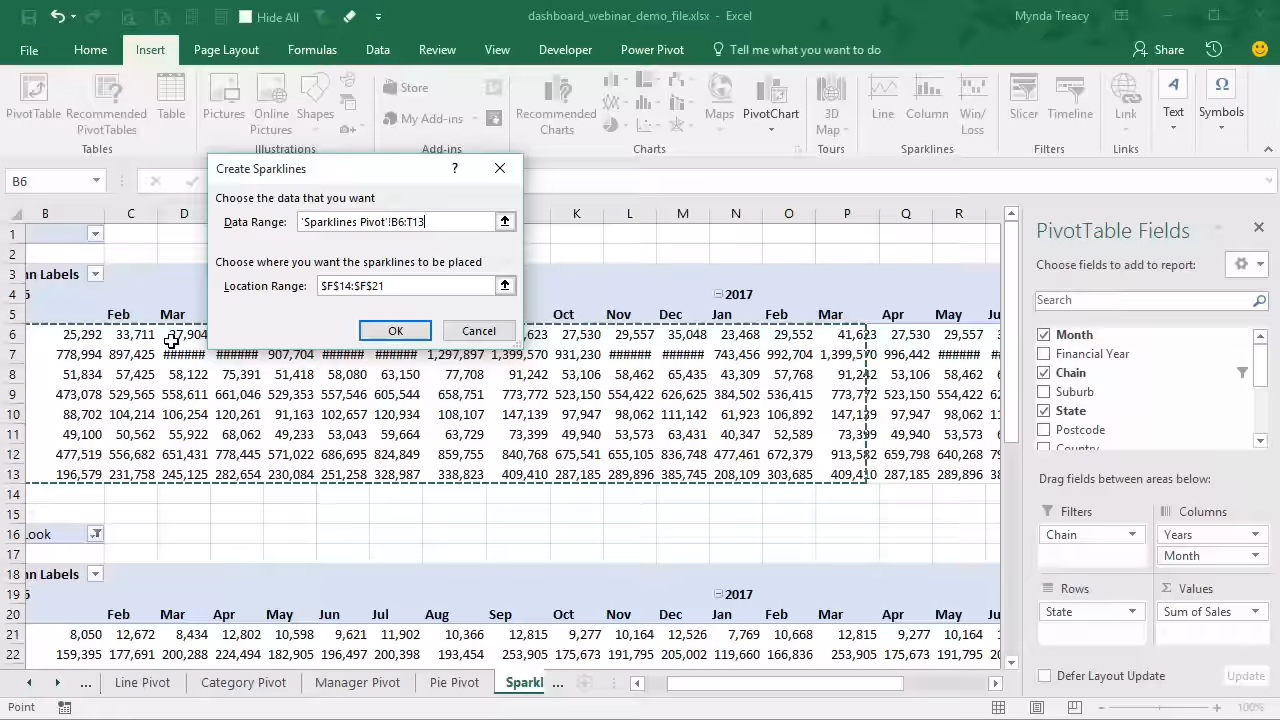 Hide All
dashboard_webinar_demo_file.xlsx - Excel
Mynda Treacy
File Home Insert Page Layout Formulas Data Review View Developer Power Pivot Tell me what you want to do Share
PivotTable Recommended PivotTables Table
Tables
Pictures Online Pictures Shapes
Illustrations
Store
My Add-ins
Add-ins
Recommended Charts Maps PivotChart
Charts
3D Map
Tours
Line Column Win/Loss
Sparklines
Slicer Timeline
Filters
Link
Links
Text
Symbols
B6
Create Sparklines ?
Choose the data that you want
Data Range: 'Sparklines Pivot'!B6:T13
Choose where you want the sparklines to be placed
Location Range: $F$14:$F$21
OK Cancel
B C D K L M N O P Q R
1
2
3 n Labels
4 2017
5 Feb Mar Oct Nov Dec Jan Feb Mar Apr May Ju
6 25,292 33,711 37,904 ,623 27,530 29,557 35,048 23,468 29,552 41,623 27,530 29,557
7 778,994 897,425 ###### ###### 907,704 ###### ###### 1,297,897 1,399,570 931,230 ###### ###### 743,456 992,704 1,399,570 996,442 ###### ##
8 51,834 57,425 58,122 75,391 51,418 58,080 63,150 77,708 91,242 53,106 58,462 65,435 43,309 57,768 91,242 53,106 58,462 6
9 473,078 529,565 558,611 661,046 529,353 557,546 605,544 658,751 773,772 523,150 554,422 626,625 384,502 536,415 773,772 523,150 554,422 62
10 88,702 104,214 106,254 120,261 91,163 102,657 120,934 108,107 147,139 97,947 98,062 111,142 61,923 106,892 147,139 97,947 98,062 11
11 49,100 50,562 55,922 68,062 49,233 53,043 59,664 63,729 73,399 49,940 53,573 63,431 40,347 52,589 73,399 49,940 53,573 6
12 477,519 556,682 651,431 778,445 571,022 687,695 824,849 859,755 840,768 675,541 655,105 836,748 477,461 672,379 913,582 659,798 640,268 79
13 196,579 231,758 245,125 282,654 230,084 251,258 328,987 338,823 409,410 287,185 289,896 385,745 208,109 303,685 409,410 287,185 289,896 38
14
15
16 ook
17
18 n Labels
19 2017
20 Feb Mar Apr May Jun Jul Aug Sep Oct Nov Dec Jan Feb Mar Apr May Ju
21 8,050 12,672 8,434 12,802 10,598 9,621 11,902 10,366 12,815 9,277 10,164 12,526 7,769 10,668 12,815 9,277 10,164 1
22 159,395 177,691 200,288 224,494 182,905 196,497 200,398 193,454 253,905 175,673 191,795 205,002 119,660 166,836 253,905 175,673 191,795 20
... Line Pivot Category Pivot Manager Pivot Pie Pivot Sparkl ...
Point
100%
PivotTable Fields
Choose fields to add to report:
Search
Month
Financial Year
Chain
Suburb
State
Postcode
Country
Drag fields between areas below:
Filters
Chain
Columns
Years
Month
Rows
State
Values
Sum of Sales
Defer Layout Update Update